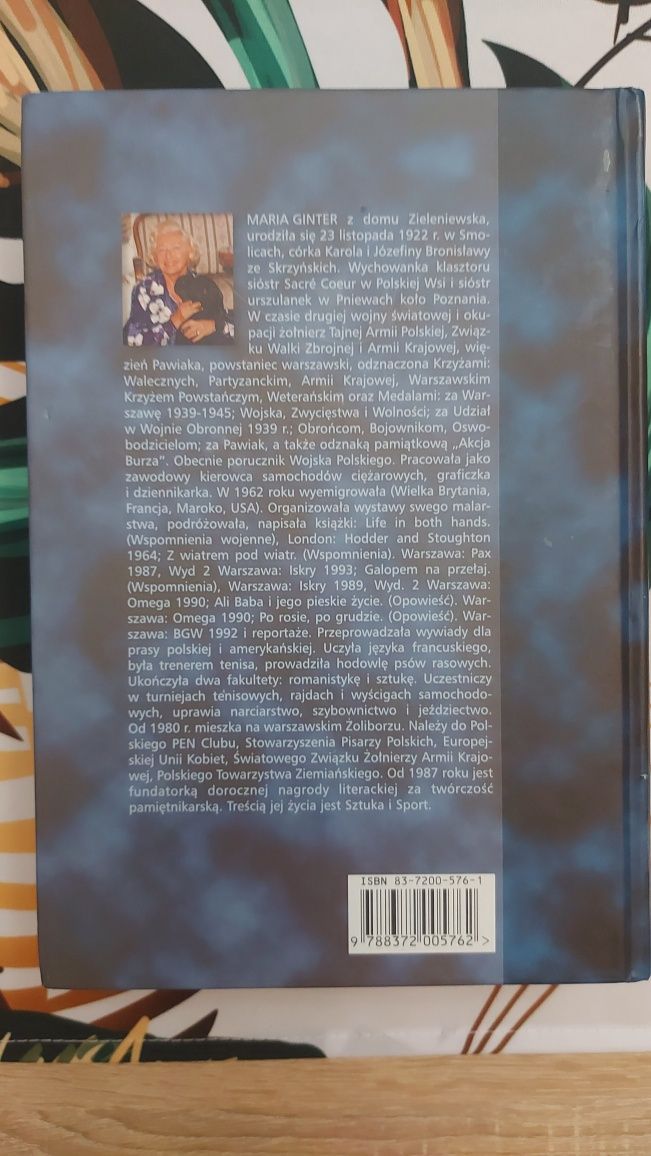 MARIA GINTER z domu Zieleniewska,
urodziła się 23 listopada 1922 r. w Smo-
licach, córka Karola i Józefiny Bronisławy
ze Skrzyńskich. Wychowanka klasztoru
sióstr Sacré Coeur w Polskiej Wsi i sióstr
urszulanek w Pniewach koło Poznania.
W czasie drugiej wojny światowej i oku-
pacji żołnierz Tajnej Armii Polskiej, Związ-
ku Walki Zbrojnej i Armii Krajowej, wię-
zień Pawiaka, powstaniec warszawski, odznaczona Krzyżami:
Walecznych, Partyzanckim, Armii Krajowej, Warszawskim
Krzyżem Powstańczym, Weterańskim oraz Medalami: za War-
szawę 1939-1945; Wojska, Zwycięstwa i Wolności; za Udział
w Wojnie Obronnej 1939 r.; Obrońcom, Bojownikom, Oswo-
bodzicielom; za Pawiak, a także odznaką pamiątkową „Akcja
Burza”. Obecnie porucznik Wojska Polskiego. Pracowała jako
zawodowy kierowca samochodów ciężarowych, graficzka
i dziennikarka. W 1962 roku wyemigrowała (Wielka Brytania,
Francja, Maroko, USA). Organizowała wystawy swego malar-
stwa, podróżowała, napisała książki: Life in both hands.
(Wspomnienia wojenne), London: Hodder and Stoughton
1964; Z wiatrem pod wiatr. (Wspomnienia). Warszawa: Pax
1987, Wyd 2 Warszawa: Iskry 1993; Galopem na przełaj.
(Wspomnienia), Warszawa: Iskry 1989, Wyd. 2 Warszawa:
Omega 1990; Ali Baba i jego pieskie życie. (Opowieść). War-
szawa: Omega 1990; Po rosie, po grudzie. (Opowieść). War-
szawa: BGW 1992 i reportaże. Przeprowadzała wywiady dla
prasy polskiej i amerykańskiej. Uczyła języka francuskiego,
była trenerem tenisa, prowadziła hodowlę psów rasowych.
Ukończyła dwa fakultety: romanistykę i sztukę. Uczestniczy
w turniejach tenisowych, rajdach i wyścigach samochodo-
wych, uprawia narciarstwo, szybownictwo i jeździectwo.
Od 1980 r. mieszka na warszawskim Żoliborzu. Należy do Pol-
skiego PEN Clubu, Stowarzyszenia Pisarzy Polskich, Europej-
skiej Unii Kobiet, Światowego Związku Żołnierzy Armii Krajo-
wej, Polskiego Towarzystwa Ziemiańskiego. Od 1987 roku jest
fundatorką dorocznej nagrody literackiej za twórczość
pamiętnikarską. Treścią jej życia jest Sztuka i Sport.
ISBN 83-7200-576-1
9 788372 005762 >